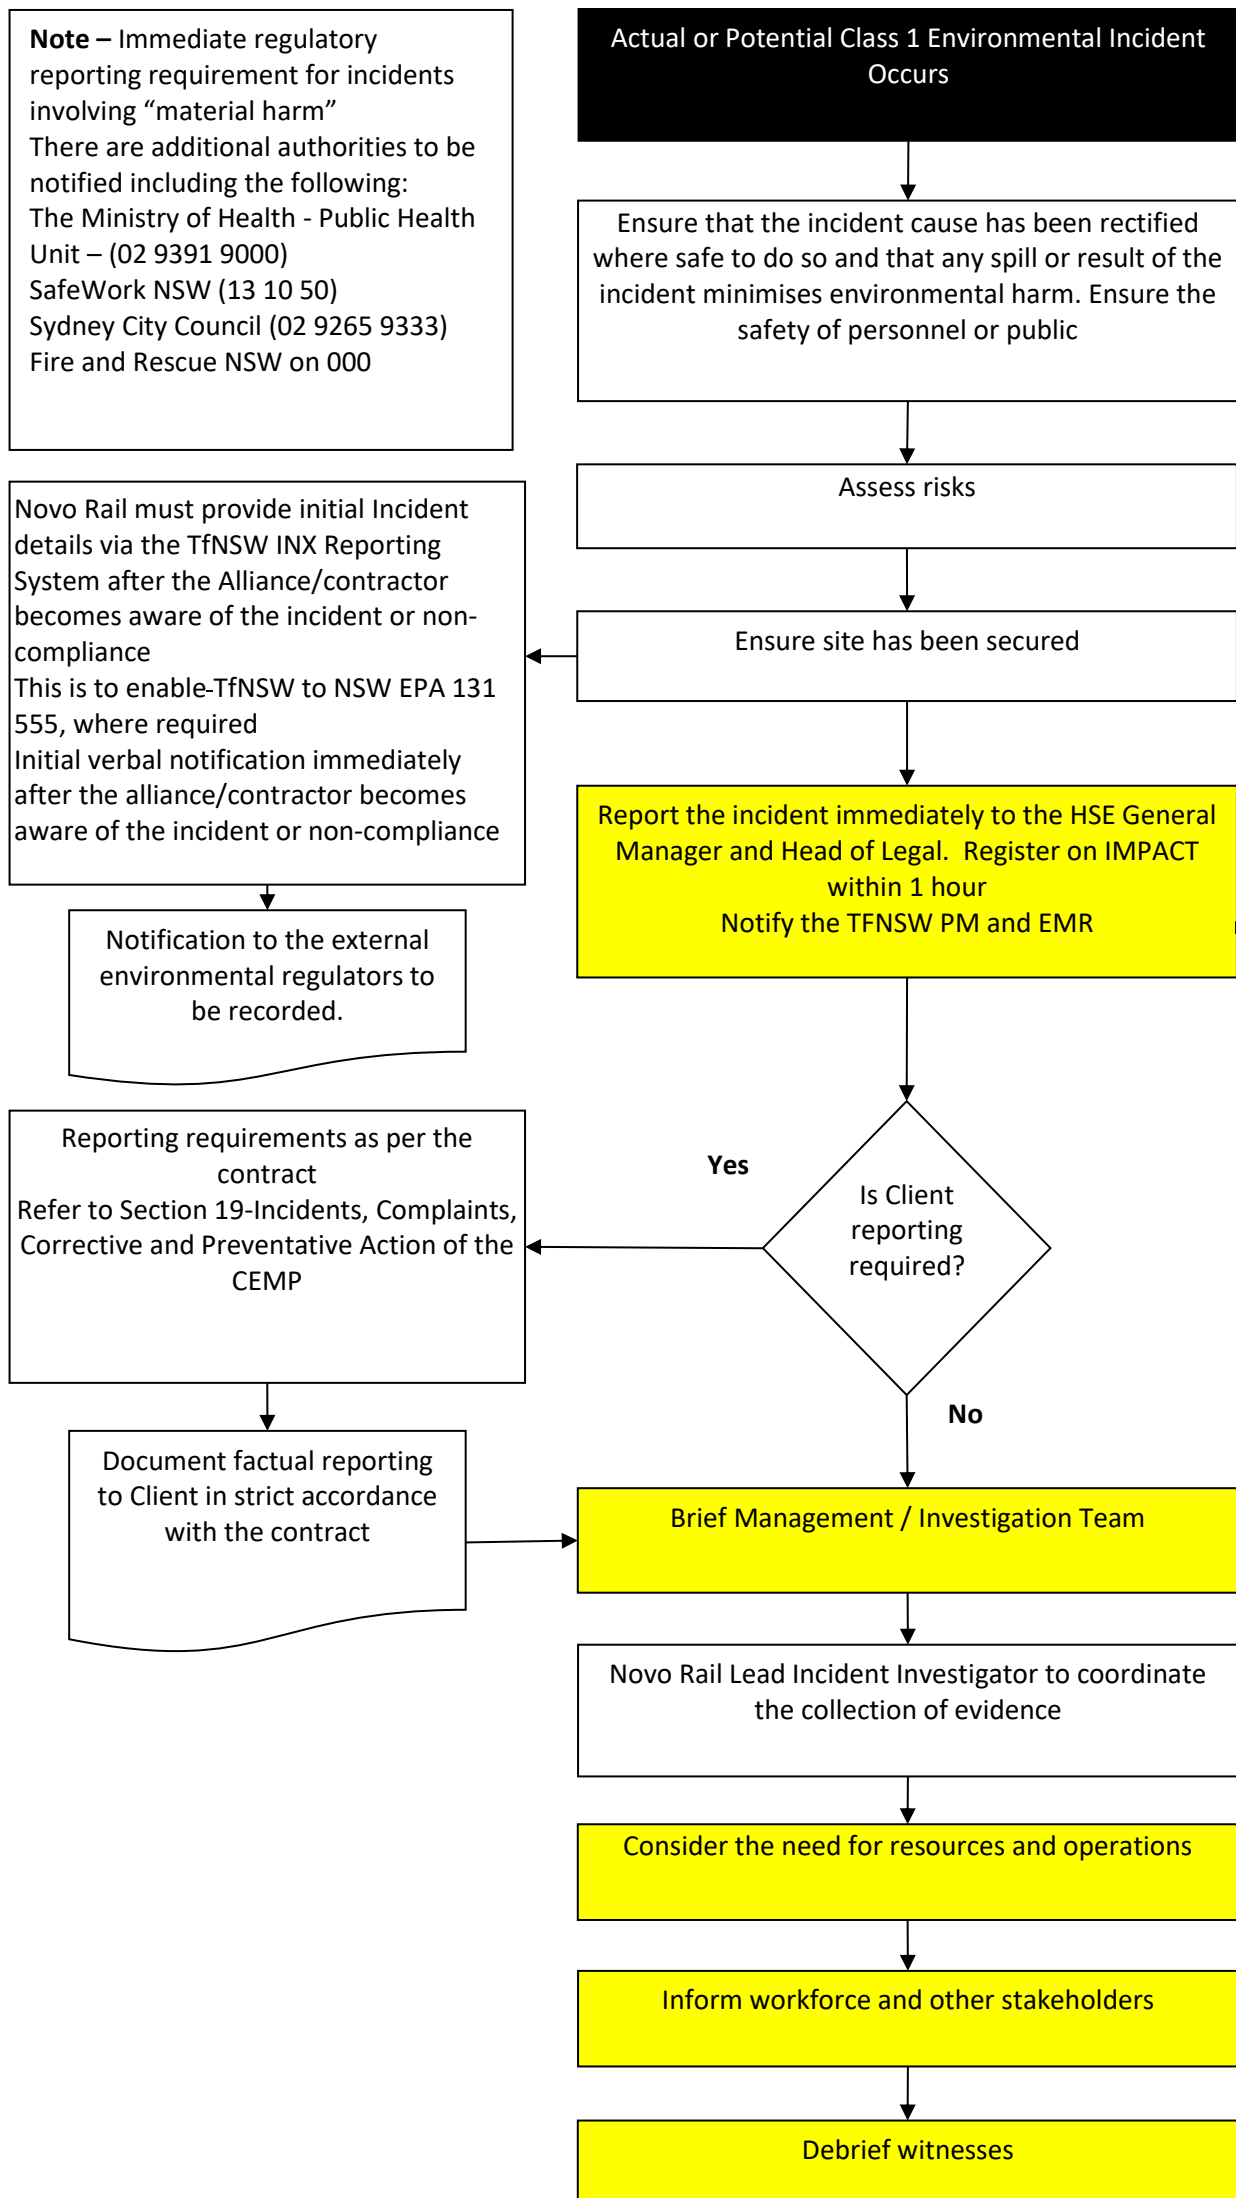 Note – Immediate regulatory
reporting requirement for incidents
involving “material harm”
There are additional authorities to be
notified including the following:
The Ministry of Health - Public Health
Unit – (02 9391 9000)
SafeWork NSW (13 10 50)
Sydney City Council (02 9265 9333)
Fire and Rescue NSW on 000
Actual or Potential Class 1 Environmental Incident
Occurs
Ensure that the incident cause has been rectified
where safe to do so and that any spill or result of the
incident minimises environmental harm. Ensure the
safety of personnel or public
Assess risks
Ensure site has been secured
Novo Rail must provide initial Incident
details via the TfNSW INX Reporting
System after the Alliance/contractor
becomes aware of the incident or non-
compliance
This is to enable-TfNSW to NSW EPA 131
555, where required
Initial verbal notification immediately
after the alliance/contractor becomes
aware of the incident or non-compliance
Notification to the external
environmental regulators to
be recorded.
Report the incident immediately to the HSE General
Manager and Head of Legal.  Register on IMPACT
within 1 hour
Notify the TFNSW PM and EMR
Is Client
reporting
required?
Yes
Reporting requirements as per the
contract
Refer to Section 19-Incidents, Complaints,
Corrective and Preventative Action of the
CEMP
Document factual reporting
to Client in strict accordance
with the contract
No
Brief Management / Investigation Team
Novo Rail Lead Incident Investigator to coordinate
the collection of evidence
Consider the need for resources and operations
Inform workforce and other stakeholders
Debrief witnesses